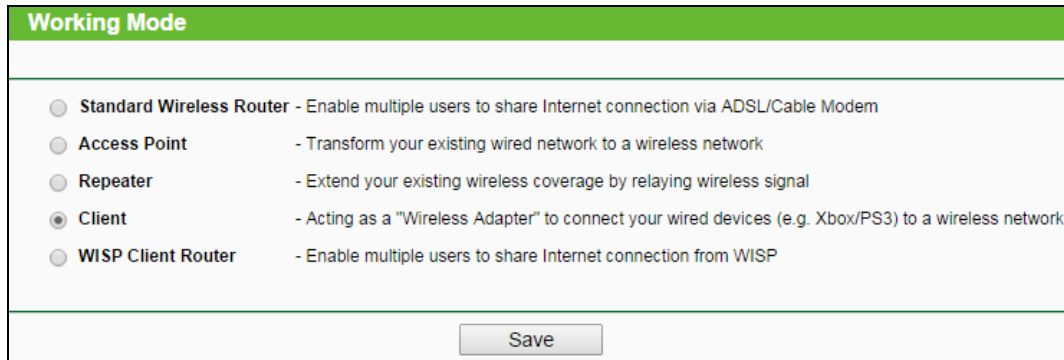 Working Mode
Standard Wireless Router - Enable multiple users to share Internet connection via ADSL/Cable Modem
Access Point - Transform your existing wired network to a wireless network
Repeater - Extend your existing wireless coverage by relaying wireless signal
Client - Acting as a "Wireless Adapter" to connect your wired devices (e.g. Xbox/PS3) to a wireless network
WISP Client Router - Enable multiple users to share Internet connection from WISP
Save